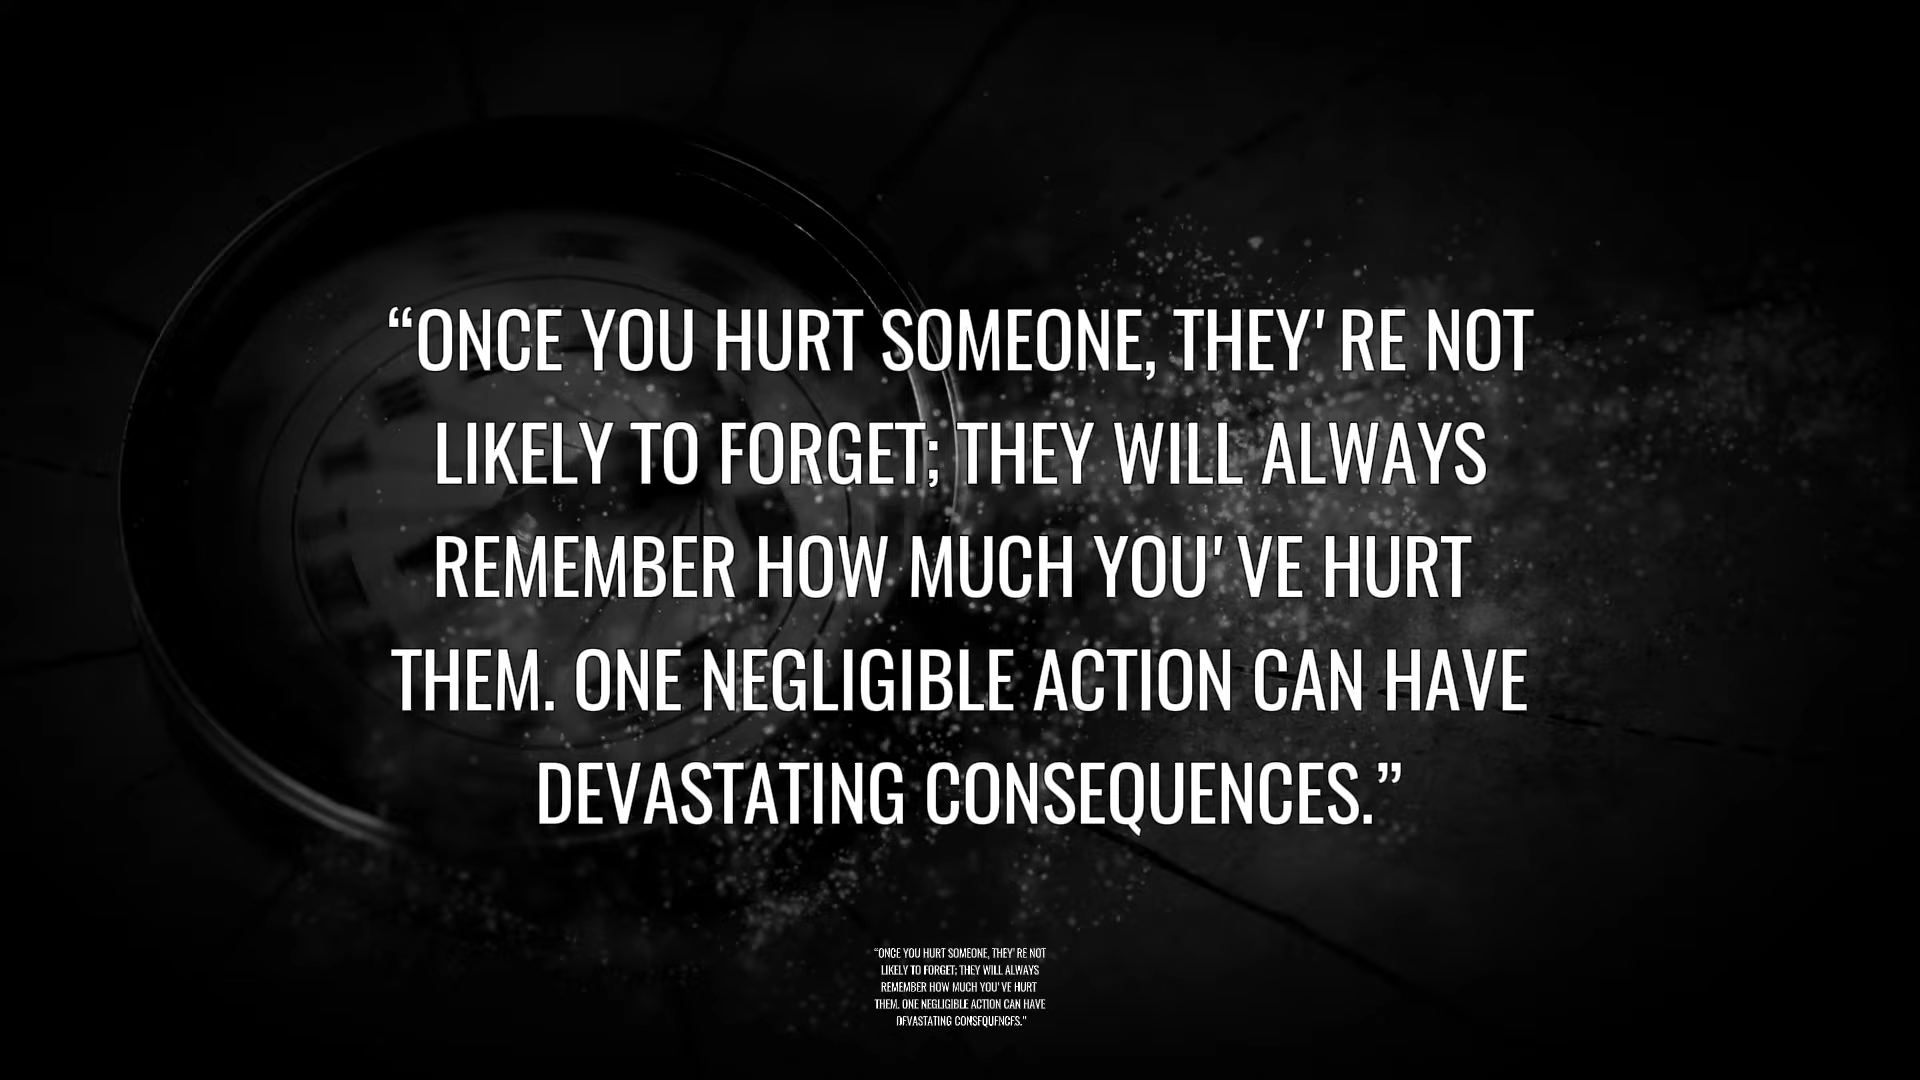 “ONCE YOU HURT SOMEONE, THEY' RE NOT
LIKELY TO FORGET; THEY WILL ALWAYS
REMEMBER HOW MUCH YOU' VE HURT
THEM. ONE NEGLIGIBLE ACTION CAN HAVE
DEVASTATING CONSEQUENCES.”
“ONCE YOU HURT SOMEONE, THEY' RE NOT
LIKELY TO FORGET; THEY WILL ALWAYS
REMEMBER HOW MUCH YOU' VE HURT
THEM. ONE NEGLIGIBLE ACTION CAN HAVE
DEVASTATING CONSEQUENCES.”